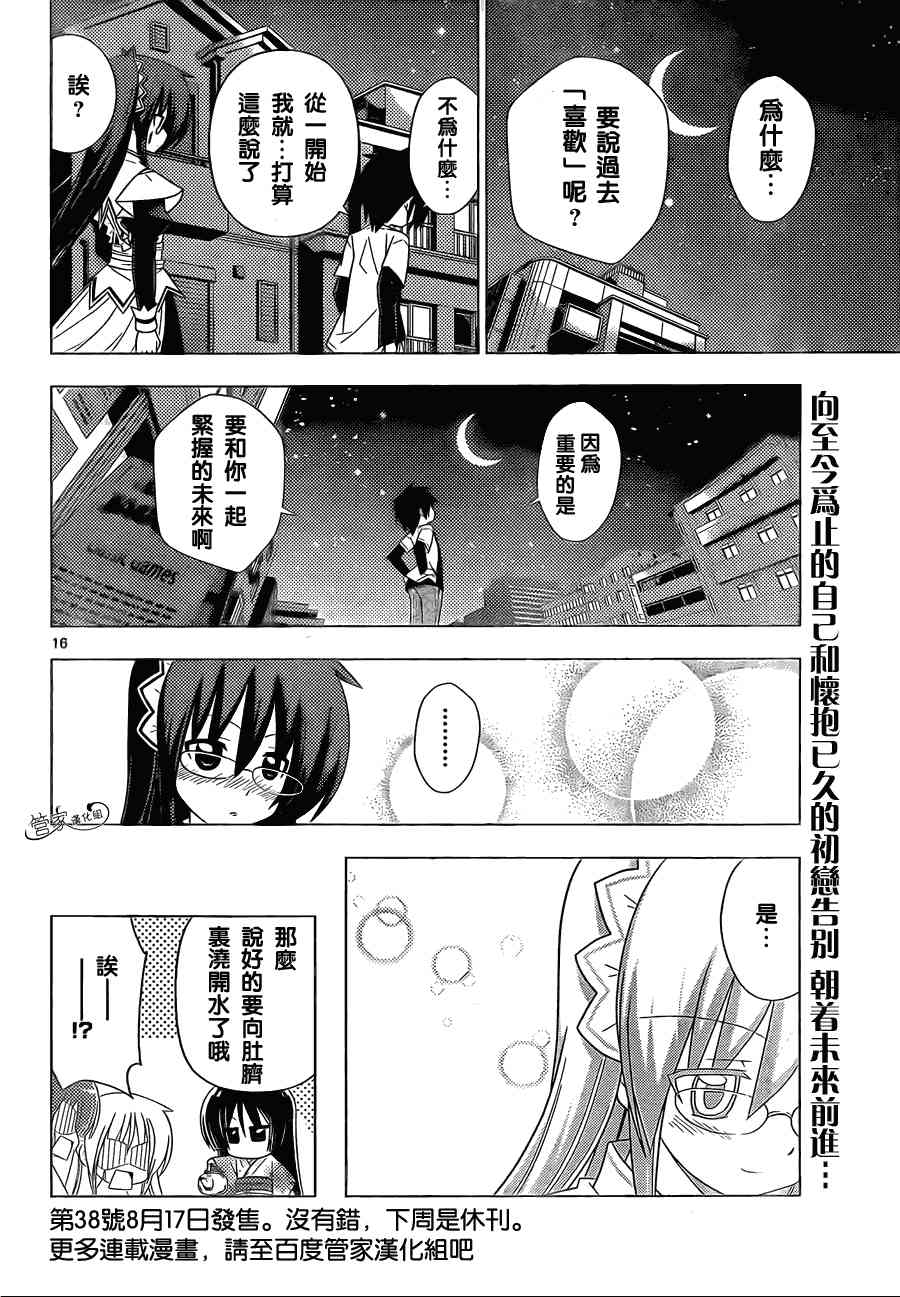 為什麼…
要說過去
「喜歡」呢?
不為什麼…
從一開始
我就…打算
這麼說了
誒?
因為
重要的是
要和你一起
緊握的未來啊
向至今爲止的自己和懷抱已久的初戀告別 朝着未來前進…
16
………
管家漢化組
是…
那麼
說好的要向肚臍
裏澆開水了哦
誒——!?
第38號8月17日發售。沒有錯,下周是休刊。
更多連載漫畫,請至百度管家漢化組吧